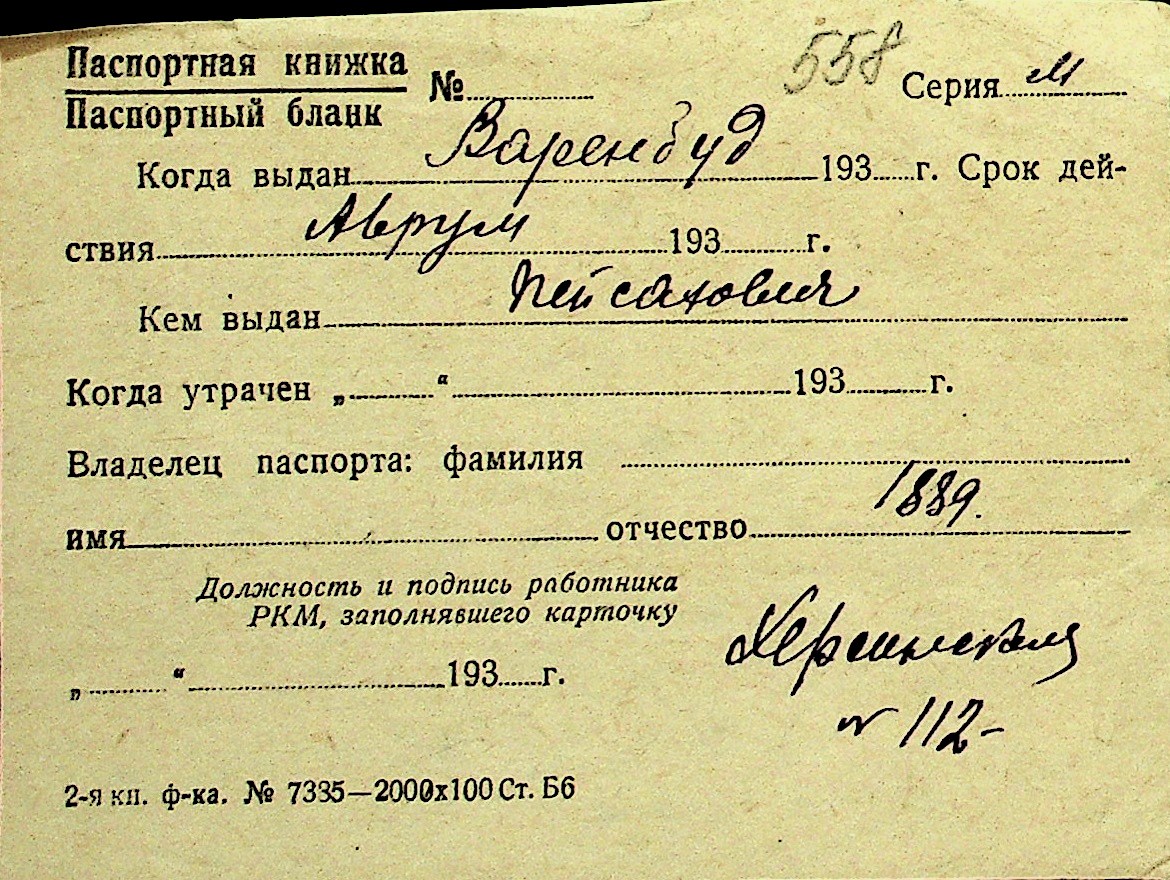 Паспортная книжка
Паспортный бланк
№
558
Серия м
Варенбуд
Когда выдан 193 г. Срок дей-
Аврум
ствия 193 г.
Пейсахович
Кем выдан
Когда утрачен „ “ 193 г.
Владелец паспорта: фамилия
1889.
имя отчество
Должность и подпись работника
РКМ, заполнявшего карточку
Херсонская
„ “ 193 г.
№ 112-
2-я кн. ф-ка. № 7335—2000х100 Ст. Б6